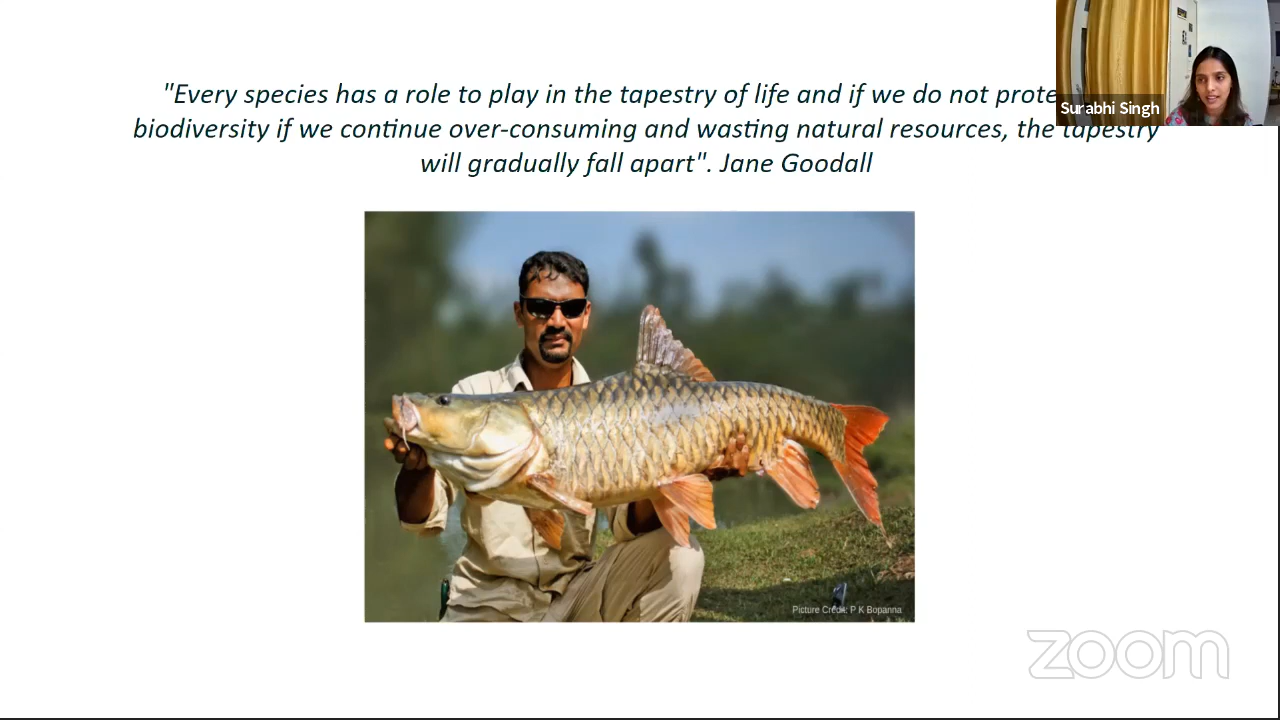 "Every species has a role to play in the tapestry of life and if we do not prote
biodiversity if we continue over-consuming and wasting natural resources, the tapestry
will gradually fall apart". Jane Goodall
Surabhi Singh
Picture Credit: P K Bopanna
zoom